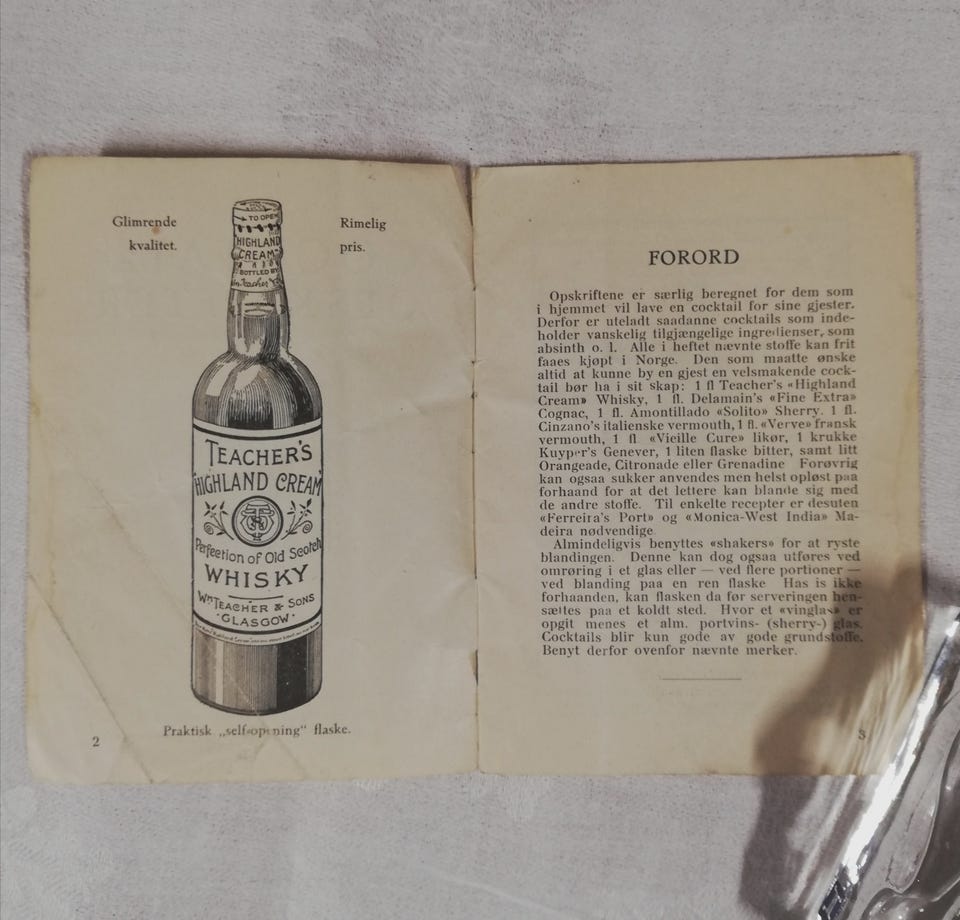 Glimrende
kvalitet.
Rimelig
pris.
TO OPEN
HIGHLAND
CREAM
BOTTLED BY
TEACHER'S
HIGHLAND CREAM
Perfection of Old Scotch
WHISKY
Wm TEACHER & SONS
GLASGOW
Praktisk „self-opening“ flaske.
2
FORORD
Opskriftene er særlig beregnet for dem som
i hjemmet vil lave en cocktail for sine gjester.
Derfor er uteladt saadanne cocktails som inde-
holder vanskelig tilgjængelige ingredienser, som
absinth o. l. Alle i heftet nævnte stoffe kan frit
faaes kjøpt i Norge. Den som maatte ønske
altid at kunne by en gjest en velsmakende cock-
tail bør ha i sit skap: 1 fl Teacher's «Highland
Cream» Whisky, 1 fl. Delamain's «Fine Extra»
Cognac, 1 fl. Amontillado «Solito» Sherry. 1 fl.
Cinzano's italienske vermouth, 1 fl. «Verve» fransk
vermouth, 1 fl. «Vieille Cure» likør, 1 krukke
Kuyper's Genever, 1 liten flaske bitter, samt litt
Orangeade, Citronade eller Grenadine Forøvrig
kan ogsaa sukker anvendes men helst opløst paa
forhaand for at det lettere kan blande sig med
de andre stoffe. Til enkelte recepter er desuten
«Ferreira's Port» og «Monica-West India» Ma-
deira nødvendige
Almindeligvis benyttes «shakers» for at ryste
blandingen. Denne kan dog ogsaa utføres ved
omrøring i et glas eller — ved flere portioner —
ved blanding paa en ren flaske Has is ikke
forhaanden, kan flasken da før serveringen hen-
sættes paa et koldt sted. Hvor et «vinglas» er
opgit menes et alm. portvins- (sherry-) glas.
Cocktails blir kun gode av gode grundstoffe.
Benyt derfor ovenfor nævnte merker.
3